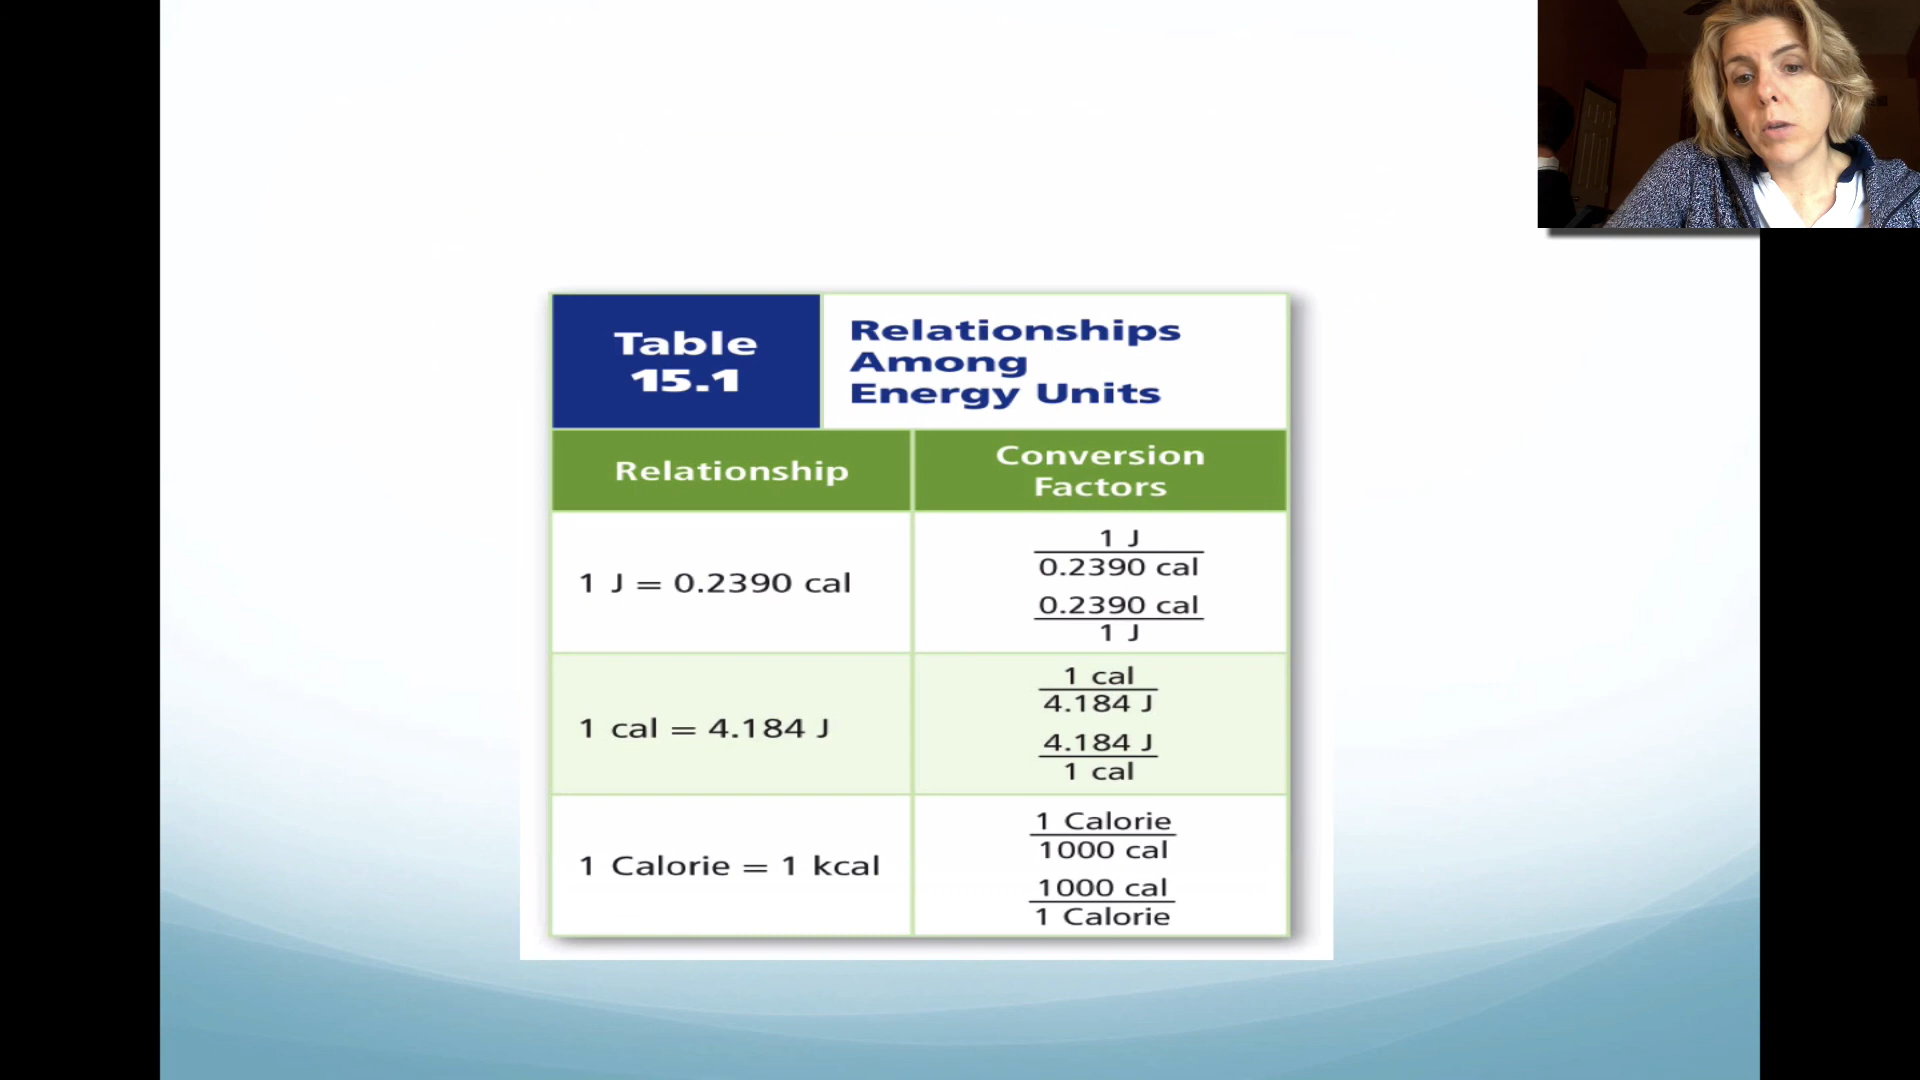 Table
15.1
Relationships
Among
Energy Units
Relationship
Conversion
Factors
1 J = 0.2390 cal
1 J
0.2390 cal
0.2390 cal
1 J
1 cal = 4.184 J
1 cal
4.184 J
4.184 J
1 cal
1 Calorie = 1 kcal
1 Calorie
1000 cal
1000 cal
1 Calorie